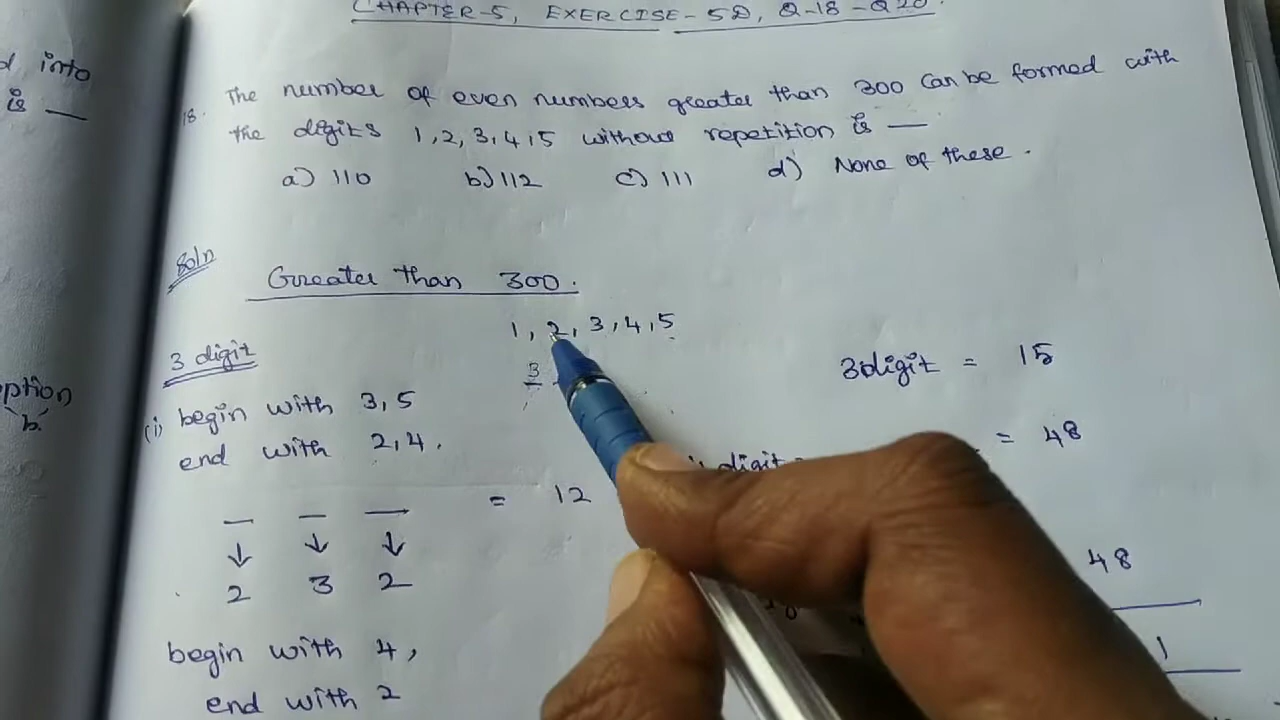 CHAPTER-5, EXERCISE-5D, Q-18-Q20.
d into
is —
18. The number of even numbers greater than 300 can be formed with
the digits 1,2,3,4,5 without repetition is —
a) 110 b) 112 c) 111 d) None of these.
Soln
Greater than 300.
1, 2, 3, 4, 5
3
3 digit
(i) begin with 3, 5
end with 2,4.
= 12
2 3 2
begin with 4,
end with 2
3digit = 15
digit = 48
48
1
ption
'b'.